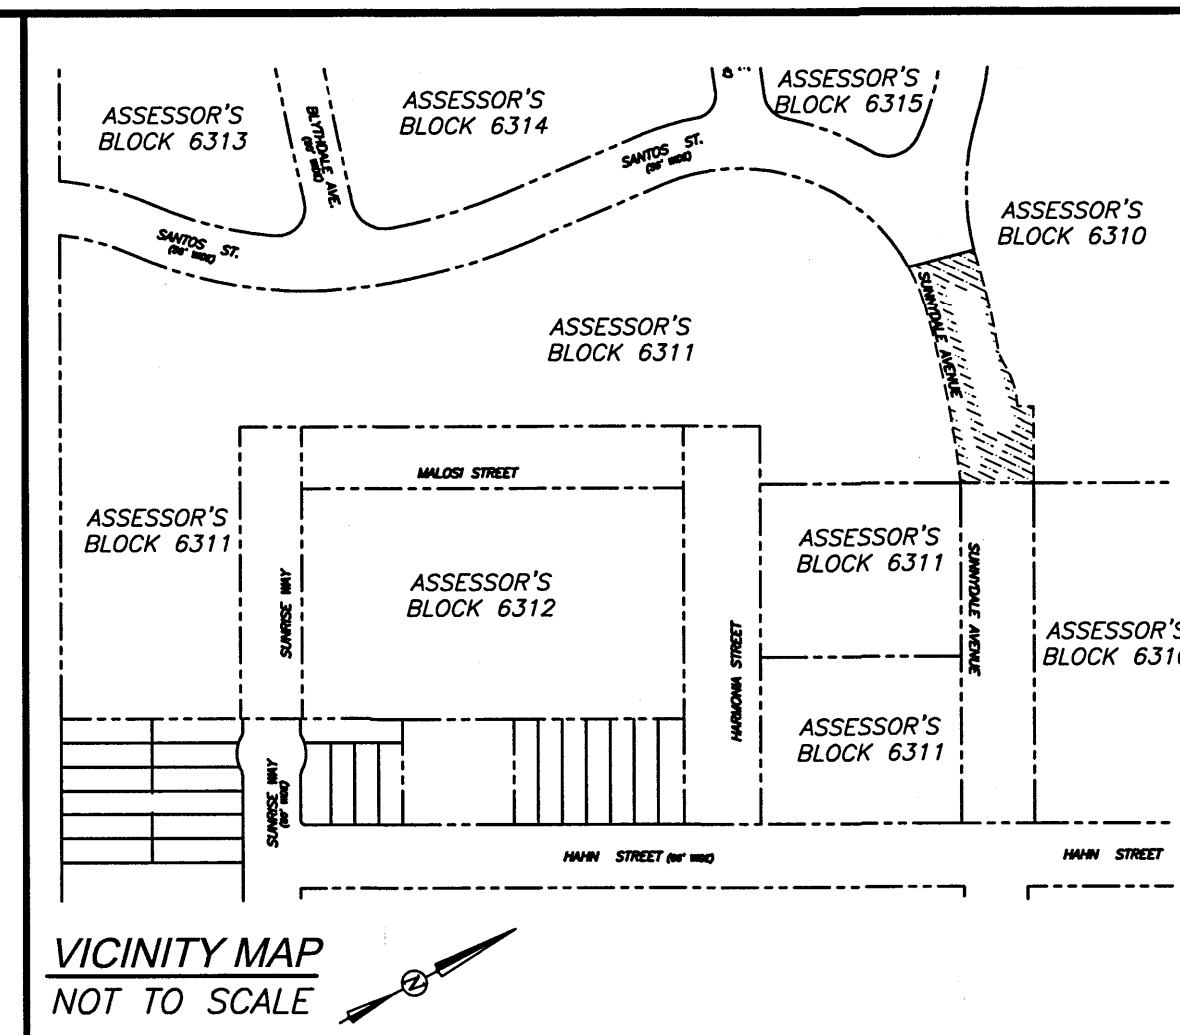 ASSESSOR'S
BLOCK 6313
BLYTHDALE AVE.
ASSESSOR'S
BLOCK 6314
ASSESSOR'S
BLOCK 6315
SANTOS ST.
SANTOS ST.
ASSESSOR'S
BLOCK 6310
SUNNYDALE AVENUE
ASSESSOR'S
BLOCK 6311
MALOSI STREET
ASSESSOR'S
BLOCK 6311
SUNRISE WAY
ASSESSOR'S
BLOCK 6312
HARMONIA STREET
ASSESSOR'S
BLOCK 6311
SUNNYDALE AVENUE
ASSESSOR'S
BLOCK 631
ASSESSOR'S
BLOCK 6311
SUNRISE WAY
HAHN STREET
HAHN STREET
VICINITY MAP
NOT TO SCALE
N